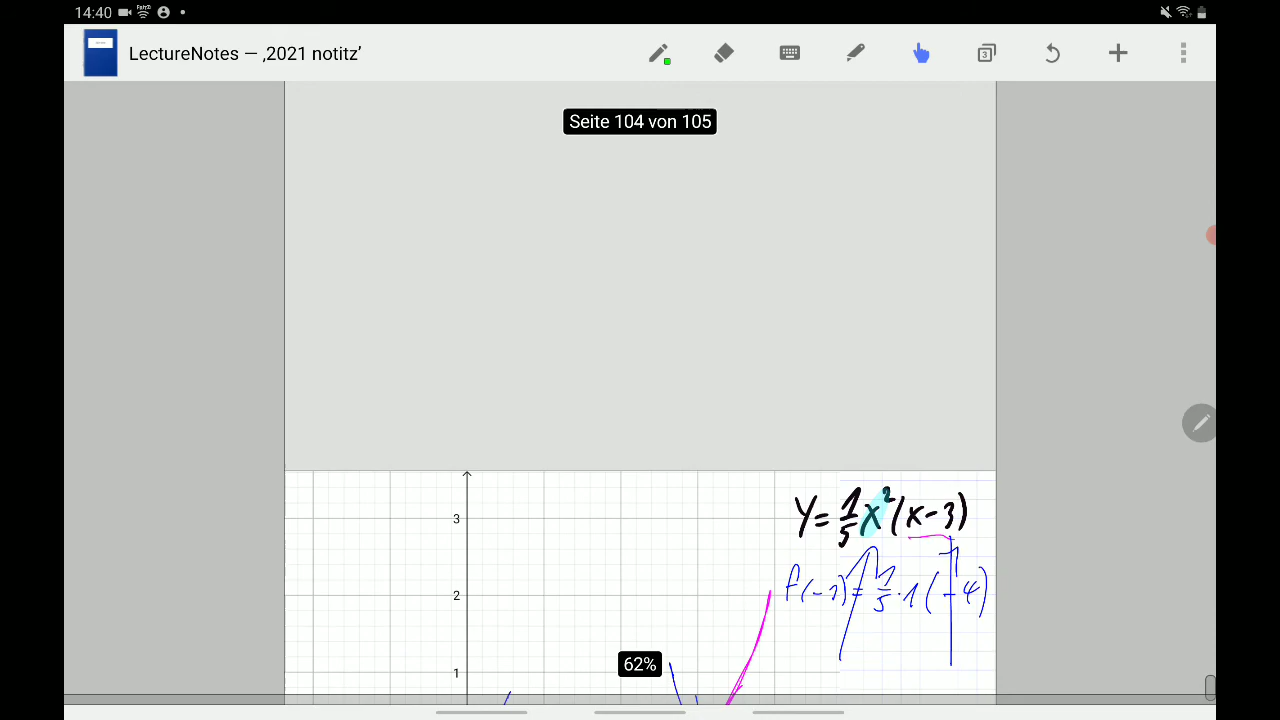 14:40
LectureNotes — ‚2021 notitz’
3
Seite 104 von 105
3
2
1
y = 1/5 x² (x-3)
f(-1) = 1/5 · 1 (-4)
62%